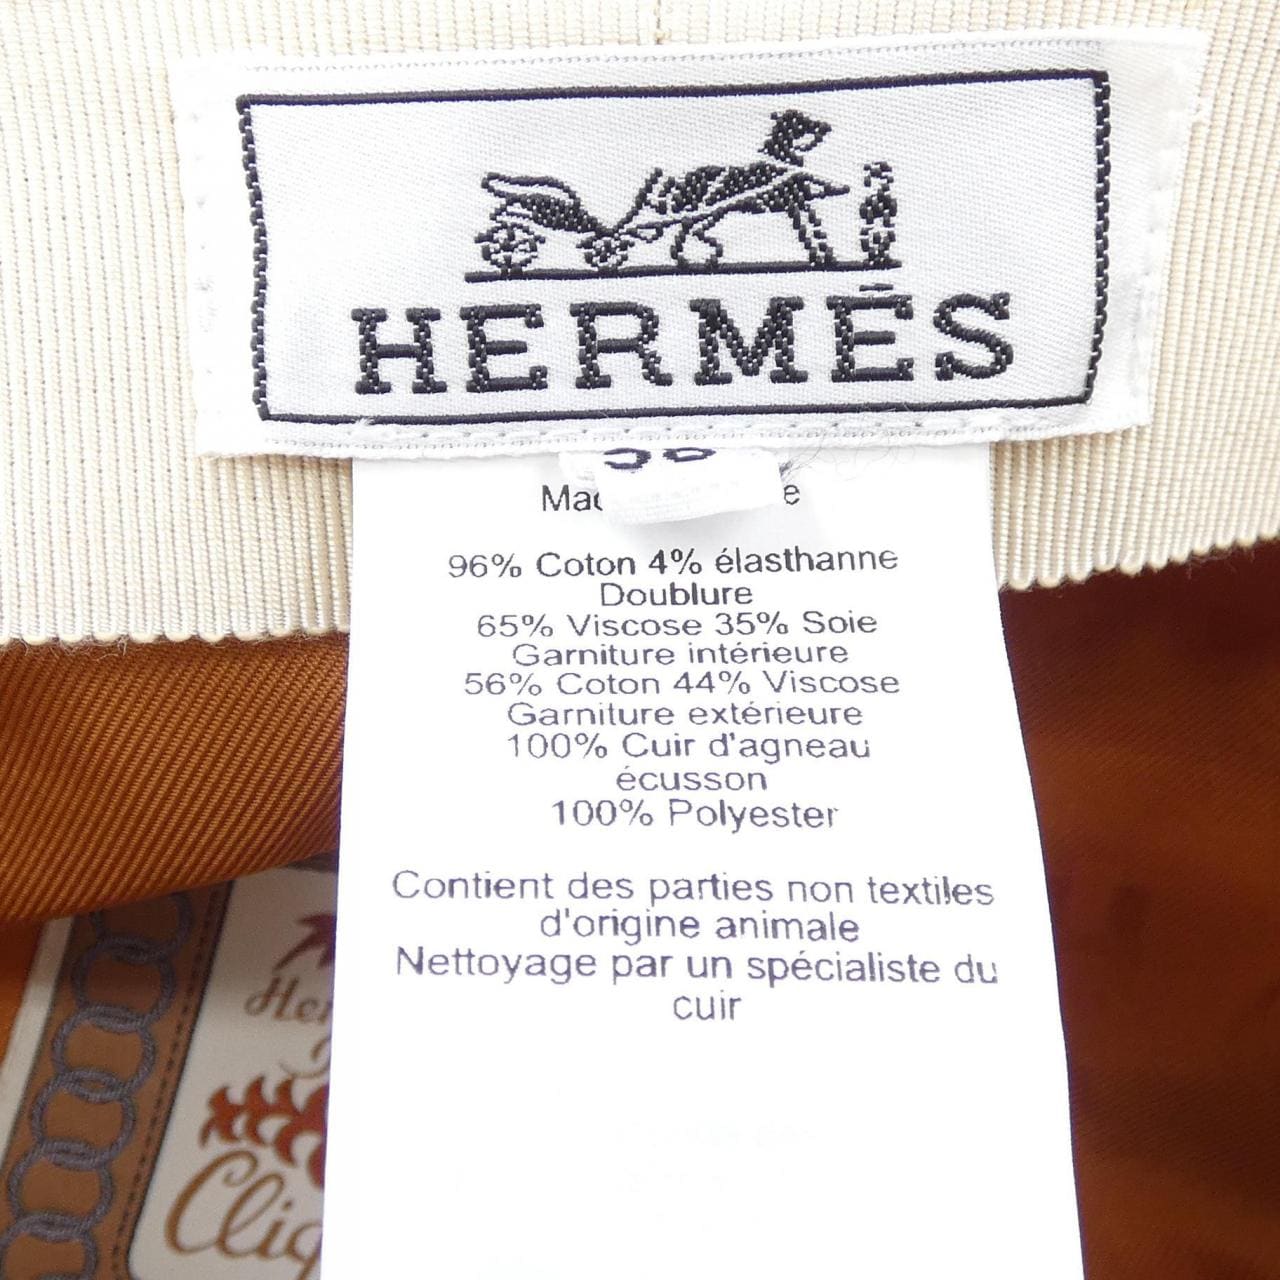 HERMÈS
96% Coton 4% élasthanne
Doublure
65% Viscose 35% Soie
Garniture intérieure
56% Coton 44% Viscose
Garniture extérieure
100% Cuir d'agneau
écusson
100% Polyester
Contient des parties non textiles
d'origine animale
Nettoyage par un spécialiste du
cuir